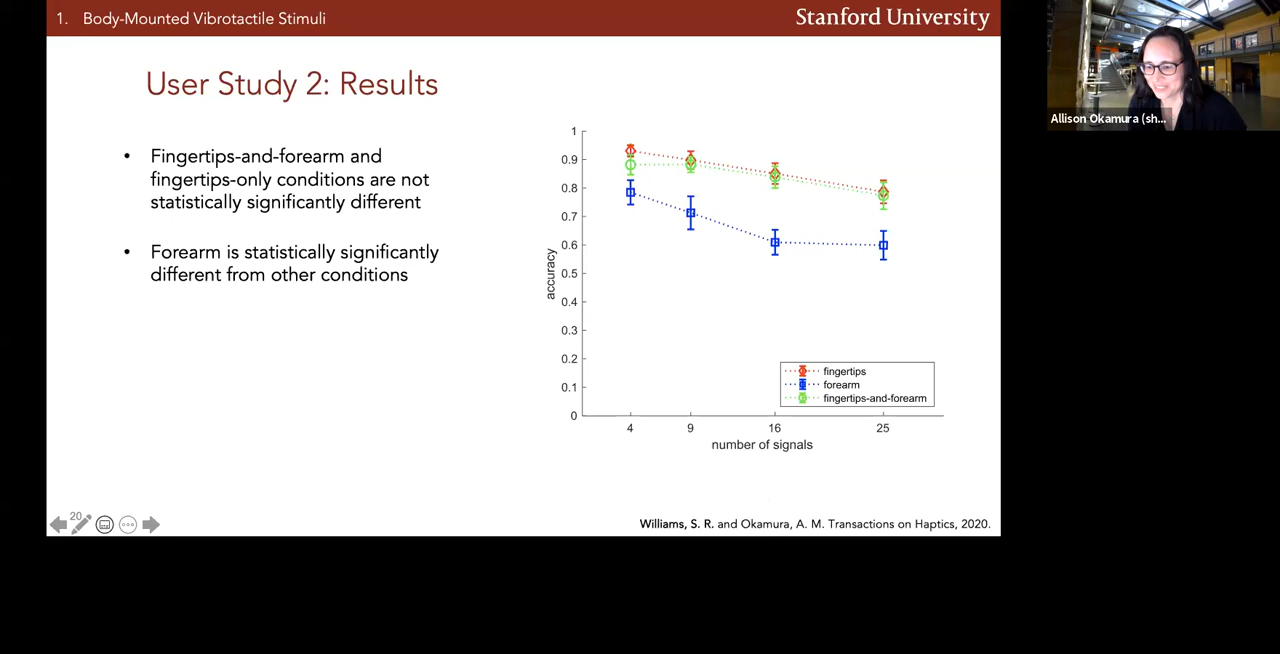 1. Body-Mounted Vibrotactile Stimuli
Stanford University
Allison Okamura (sh...
User Study 2: Results
• Fingertips-and-forearm and
fingertips-only conditions are not
statistically significantly different
• Forearm is statistically significantly
different from other conditions
1
0.9
0.8
0.7
0.6
0.5
0.4
0.3
0.2
0.1
0
accuracy
4 9 16 25
number of signals
fingertips
forearm
fingertips-and-forearm
20
Williams, S. R. and Okamura, A. M. Transactions on Haptics, 2020.